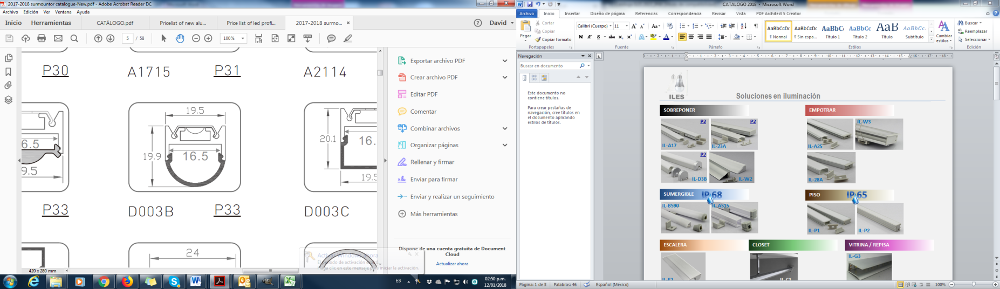 2017-2018 surmountor catalogue-New.pdf - Adobe Acrobat Reader DC
Archivo Edición Ver Ventana Ayuda
Inicio Herramientas CATÁLOGO.pdf Pricelist of new alu... Price list of led profi... 2017-2018 surmo... × David
5 / 58 100%
P30 A1715 P31 A2114
6.5 9.5
19.5
19.9 16.5
20.1 16. 19.5
P33 D003B P33 D003C
24
420 x 280 mm
Exportar archivo PDF
Crear archivo PDF
Editar PDF
Comentar
Combinar archivos
Organizar páginas
Rellenar y firmar
Enviar para firmar
Enviar y realizar un seguimiento
Más herramientas
Dispone de una cuenta gratuita de Document
Cloud
Actualizar ahora
Activar Windows ahora
El periodo de activación expiró.
Haga clic en este mensaje para iniciar la activación.
ES 02:50 p.m.
12/01/2018
CATALOGO 2018 - Microsoft Word
Archivo Inicio Insertar Diseño de página Referencias Correspondencia Revisar Vista PDF Architect 5 Creator
Pegar
Cortar
Copiar
Copiar formato
Portapapeles
Calibri (Cuerpo) 11
N K S abc x₂ x²
Fuente
Párrafo
AaBbCcDc AaBbCcDc AaBbC AaBbCc AaB AaBbCc.
¶ Normal ¶ Sin espa... Título 1 Título 2 Título Subtítulo
Cambiar
estilos
Estilos
Buscar
Reemplazar
Seleccionar
Edición
Navegación
Buscar en documento
Este documento no
contiene títulos.
Para crear pestañas de
navegación, cree títulos en
el documento aplicando
estilos de títulos.
ILES
Soluciones en iluminación
SOBREPONER EMPOTRAR
P2 P2 IL-W3
IL-A17 IL-23A IL-A25
P2
IL-D3B IL-W2 IL-28A
SUMERGIBLE IP 68 PISO IP 65
IL-BS90 IL-AS15
IL-P1 IL-P2
ESCALERA CLOSET VITRINA / REPISA
IL-G3
IL-E2 IL-C1
Página: 1 de 3 Palabras: 46 Español (México) 100%